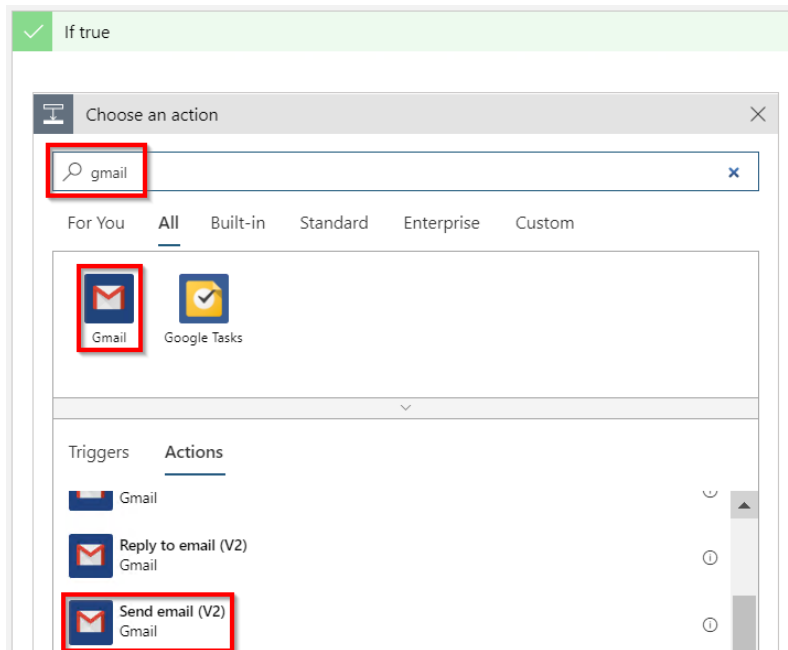 If true
Choose an action
gmail
For You All Built-in Standard Enterprise Custom
Gmail Google Tasks
Triggers Actions
Gmail
Reply to email (V2)
Gmail
Send email (V2)
Gmail